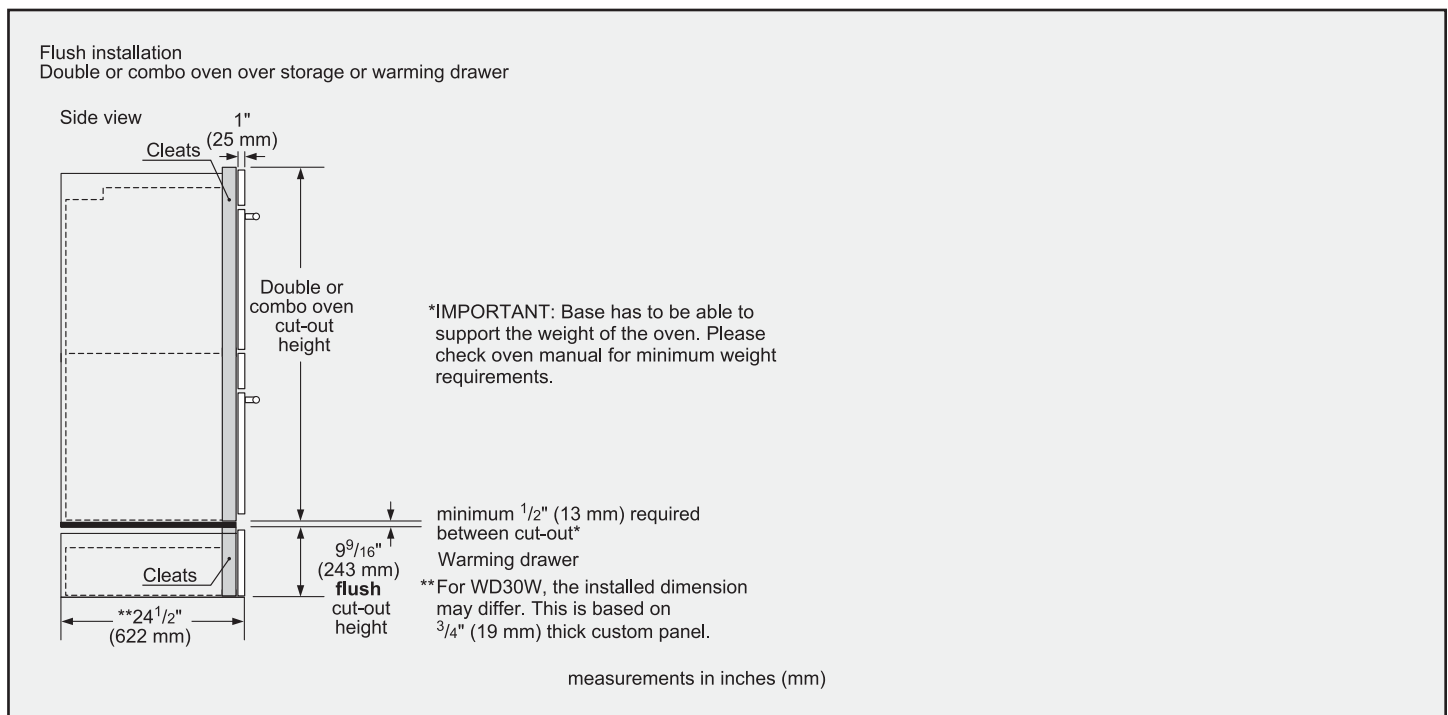 Flush installation
Double or combo oven over storage or warming drawer
Side view
1"
(25 mm)
Cleats
Double or
combo oven
cut-out
height
*IMPORTANT: Base has to be able to
support the weight of the oven. Please
check oven manual for minimum weight
requirements.
minimum 1/2" (13 mm) required
between cut-out*
Warming drawer
9 9/16"
(243 mm)
flush
cut-out
height
Cleats
**24 1/2"
(622 mm)
**For WD30W, the installed dimension
may differ. This is based on
3/4" (19 mm) thick custom panel.
measurements in inches (mm)